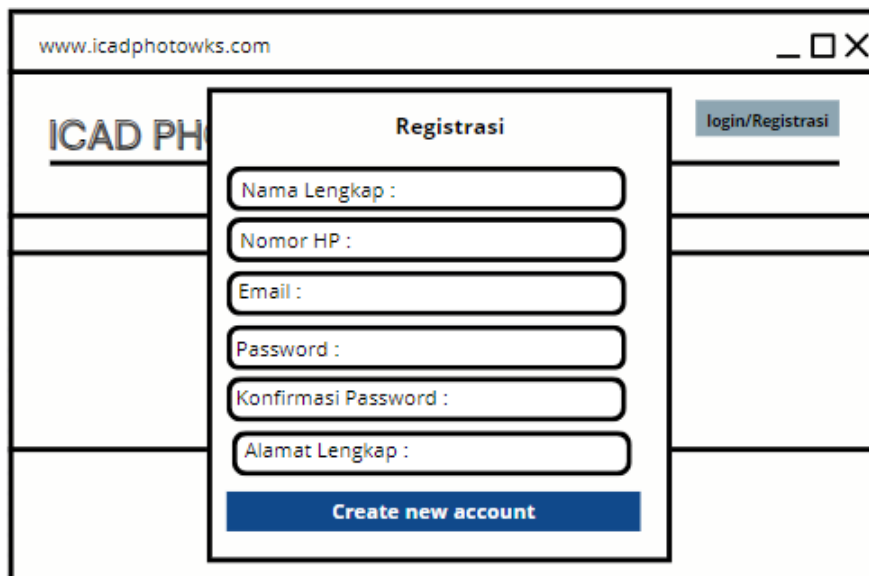 www.icadphotowks.com
ICAD PH
login/Registrasi
Registrasi
Nama Lengkap :
Nomor HP :
Email :
Password :
Konfirmasi Password :
Alamat Lengkap :
Create new account